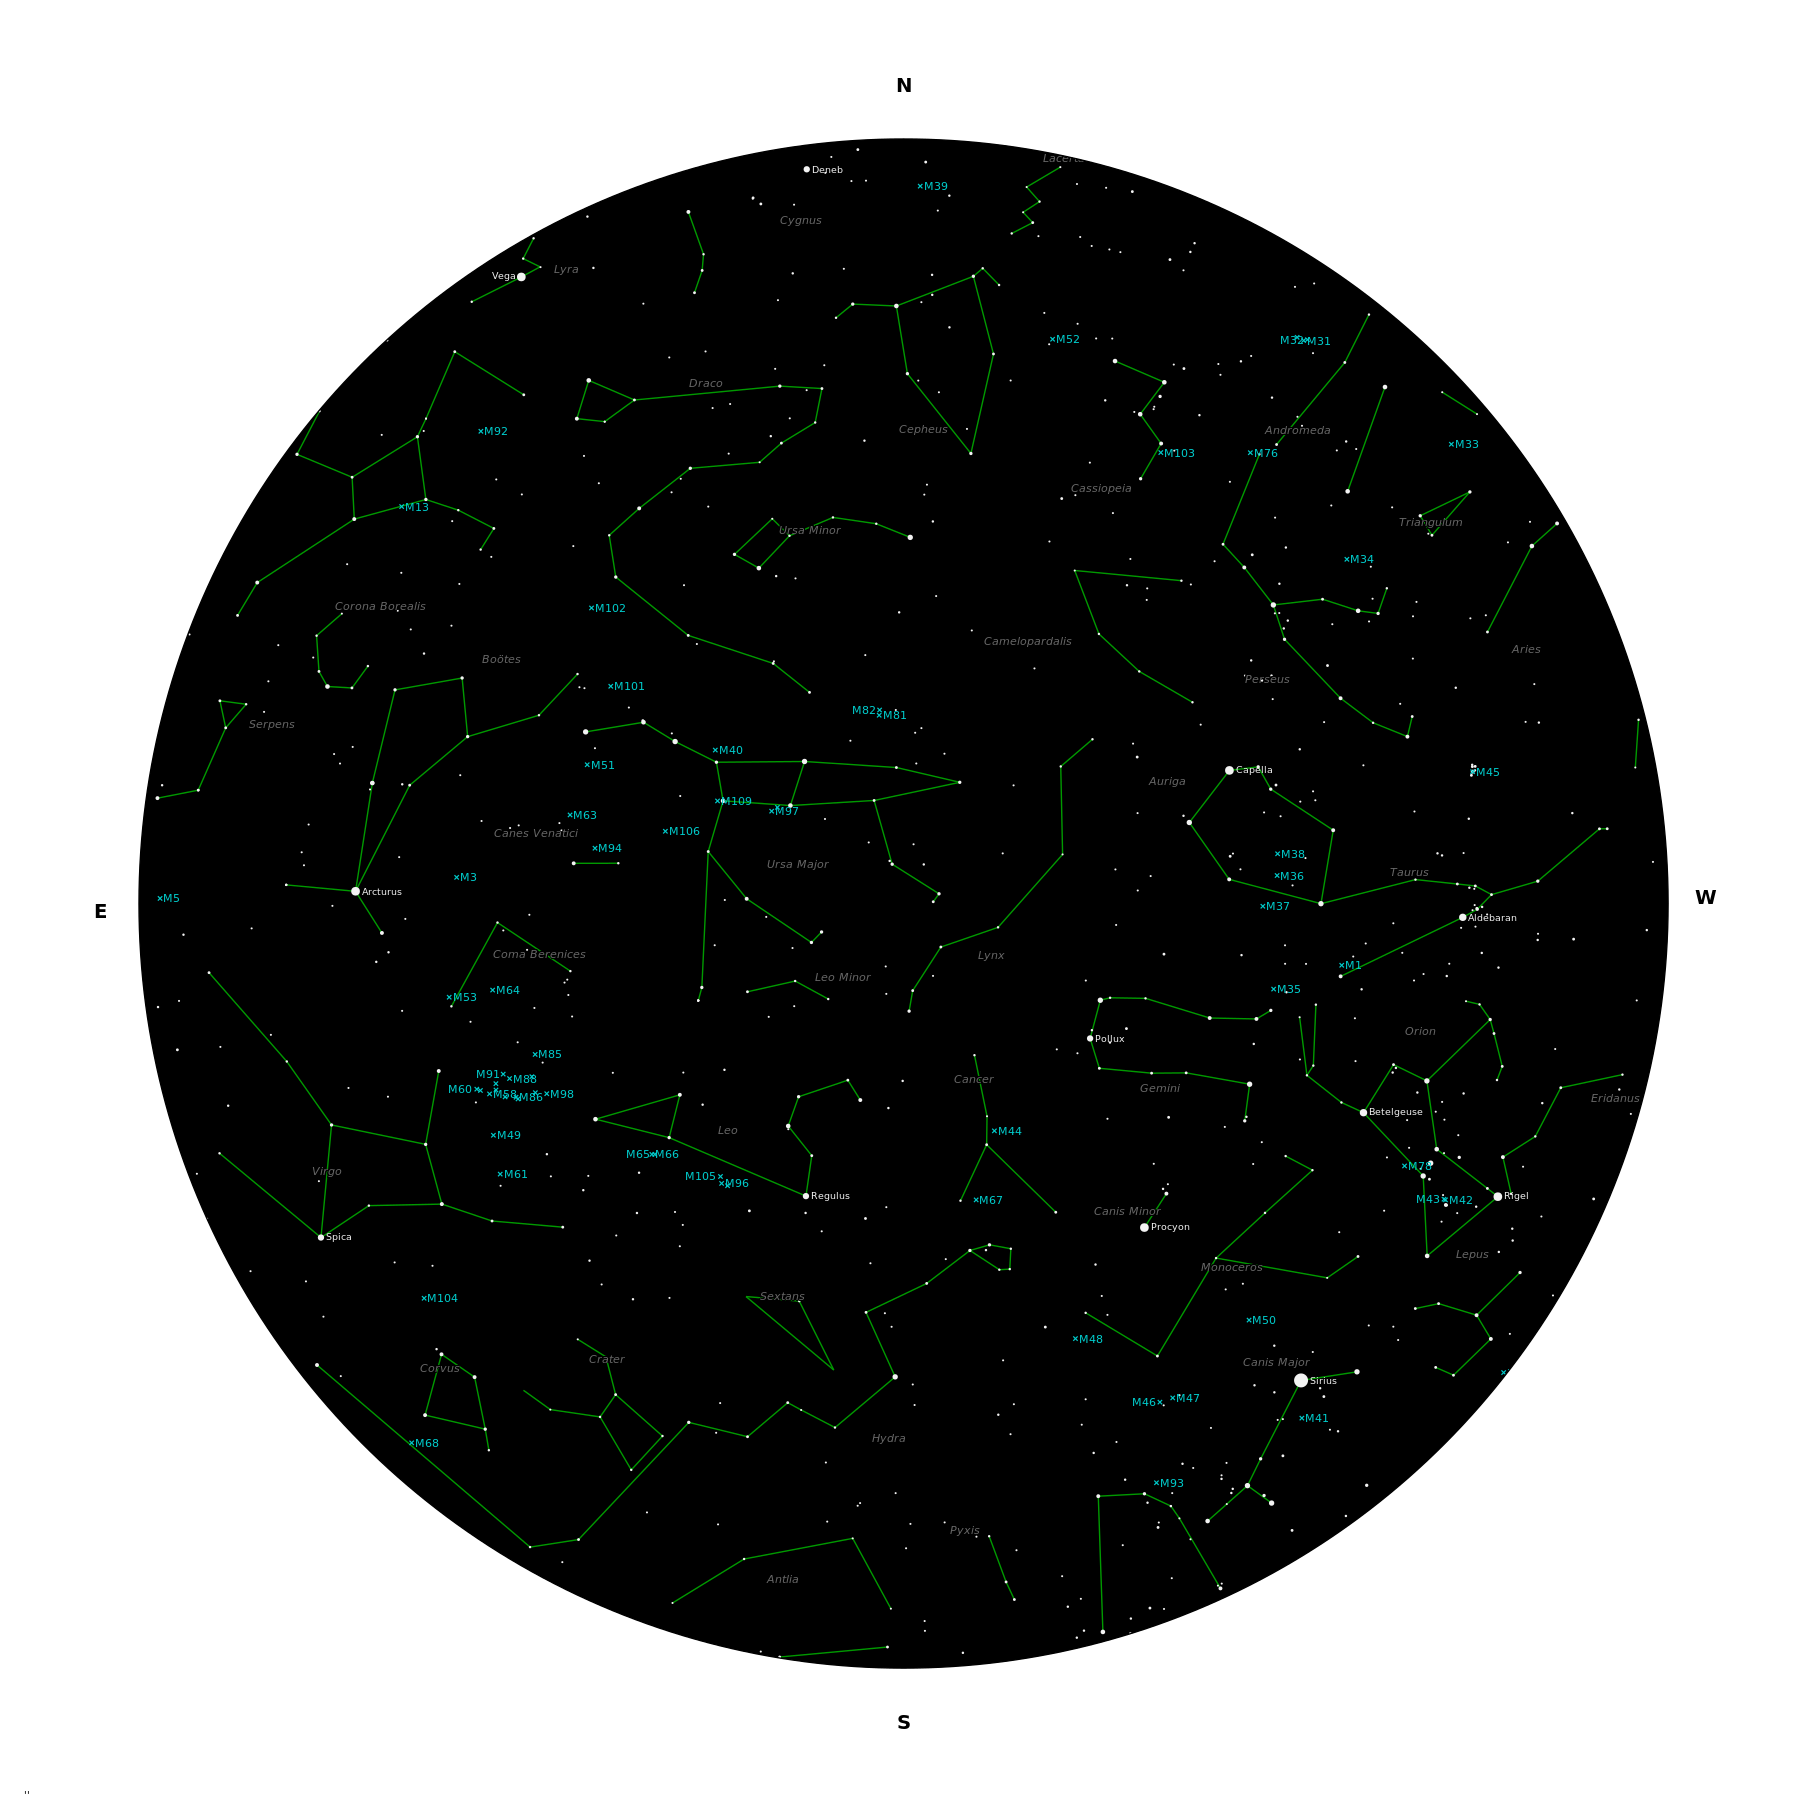 N
Lacerta
Deneb
M39
Cygnus
Lyra
Vega
M52
M32
M31
Draco
M92
Cepheus
Andromeda
M33
M103
M76
Cassiopeia
M13
Triangulum
Ursa Minor
M34
Corona Borealis
M102
Camelopardalis
Aries
Boötes
Perseus
M101
Serpens
M82
M81
M40
M51
Capella
M45
Auriga
M109
M97
M63
M106
Canes Venatici
M94
M38
Ursa Major
Taurus
M3
M36
Arcturus
M5
W
M37
E
Aldebaran
Coma Berenices
Lynx
M1
Leo Minor
M64
M35
M53
Orion
Pollux
M85
M91
M88
Cancer
M60
M58
M86
M98
Gemini
Eridanus
Betelgeuse
Leo
M44
M49
M65
M66
M78
Virgo
M61
M105
M96
Regulus
M67
M43
M42
Rigel
Canis Minor
Procyon
Spica
Lepus
Monoceros
Sextans
M104
M50
M48
Crater
Canis Major
Corvus
Sirius
M46
M47
M41
Hydra
M68
M93
Pyxis
Antlia
S